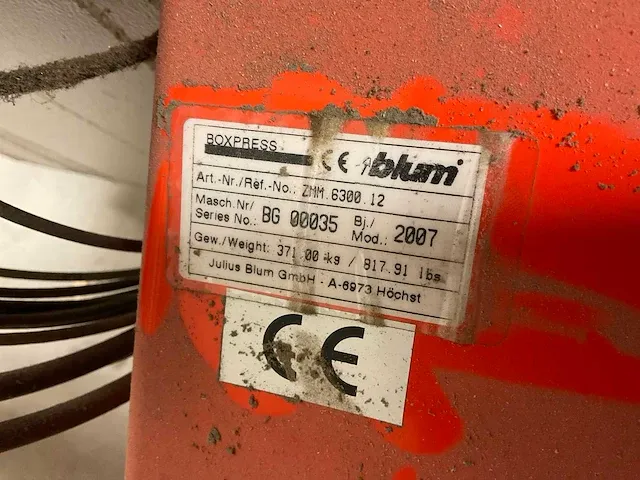 BOXPRESS CE blum
Art.-Nr./Ref.-No.: ZMM.6300.12
Masch.Nr/ Bj./
Series No.: BG 00035 Mod.: 2007
Gew./Weight: 371.00 kg / 817.91 lbs
Julius Blum GmbH - A-6973 Höchst
CE